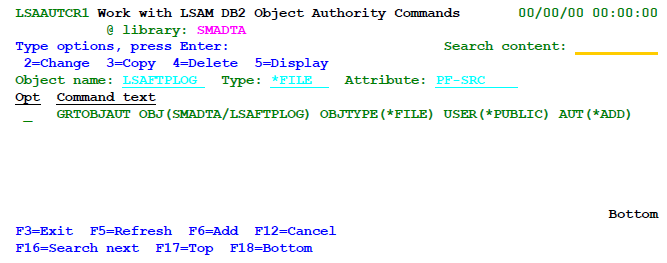 LSAAUTCR1 Work with LSAM DB2 Object Authority Commands 00/00/00 00:00:00
@ library: SMADTA
Type options, press Enter: Search content:
2=Change 3=Copy 4=Delete 5=Display
Object name: LSAFTPLOG Type: *FILE Attribute: PF-SRC
Opt Command text
_ GRTOBJAUT OBJ(SMADTA/LSAFTPLOG) OBJTYPE(*FILE) USER(*PUBLIC) AUT(*ADD)
Bottom
F3=Exit F5=Refresh F6=Add F12=Cancel
F16=Search next F17=Top F18=Bottom